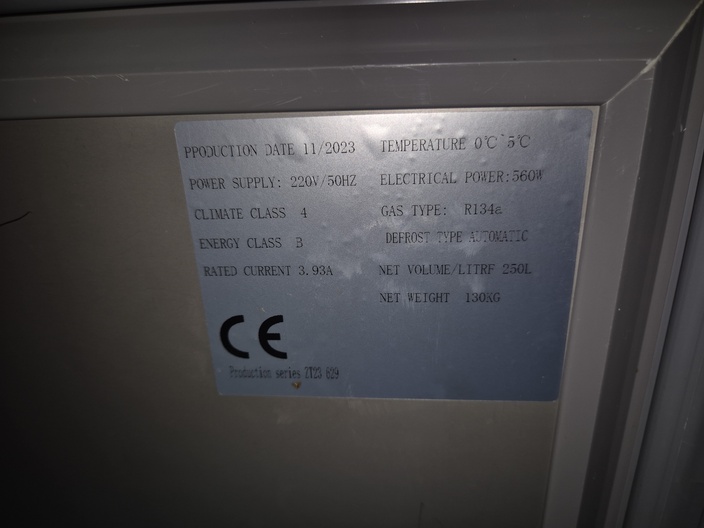 PPODUCTION DATE 11/2023 TEMPERATURE 0℃~5℃
POWER SUPPLY: 220V/50HZ ELECTRICAL POWER:560W
CLIMATE CLASS 4 GAS TYPE: R134a
ENERGY CLASS B DEFROST TYPE AUTOMATIC
RATED CURRENT 3.93A NET VOLUME/LITRF 250L
NET WEIGHT 130KG
CE
Production series ZT23 829